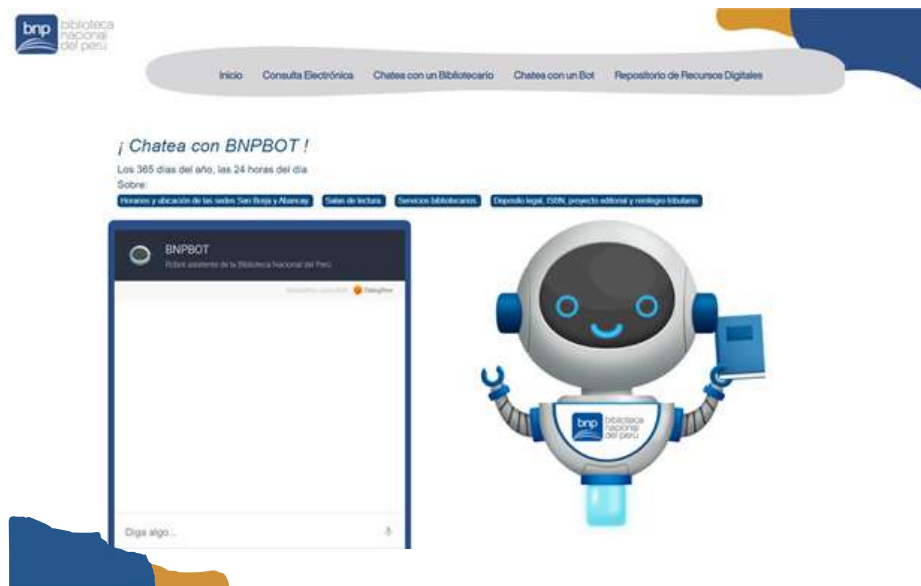 bnp biblioteca
nacional
del perú
Inicio Consulta Electrónica Chatea con un Bibliotecario Chatea con un Bot Repositorio de Recursos Digitales
¡ Chatea con BNPBOT !
Los 365 días del año, las 24 horas del día
Sobre:
Horarios y ubicación de las sedes San Borja y Abancay Salas de lectura Servicios bibliotecarios Depósito legal, ISBN, proyecto editorial y reintegro tributario
BNPBOT
Robot asistente de la Biblioteca Nacional del Perú
Dialogflow
Diga algo...
bnp biblioteca
nacional
del perú